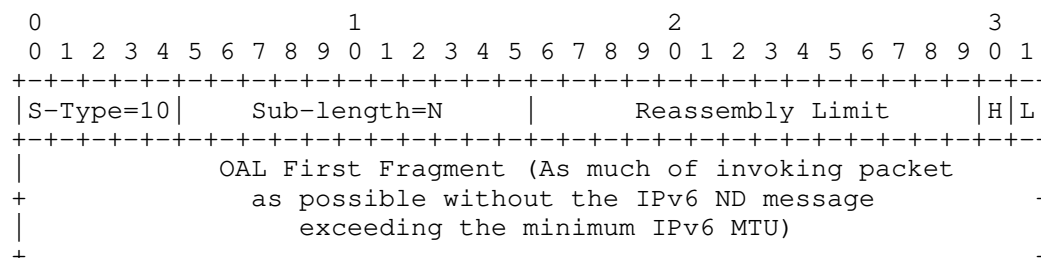 0                   1                   2                   3
 0 1 2 3 4 5 6 7 8 9 0 1 2 3 4 5 6 7 8 9 0 1 2 3 4 5 6 7 8 9 0 1
+-+-+-+-+-+-+-+-+-+-+-+-+-+-+-+-+-+-+-+-+-+-+-+-+-+-+-+-+-+-+-+-
|S-Type=10|    Sub-length=N     |      Reassembly Limit     |H|L
+-+-+-+-+-+-+-+-+-+-+-+-+-+-+-+-+-+-+-+-+-+-+-+-+-+-+-+-+-+-+-+-
|            OAL First Fragment (As much of invoking packet
+              as possible without the IPv6 ND message          -
|                 exceeding the minimum IPv6 MTU)
+                                                               -